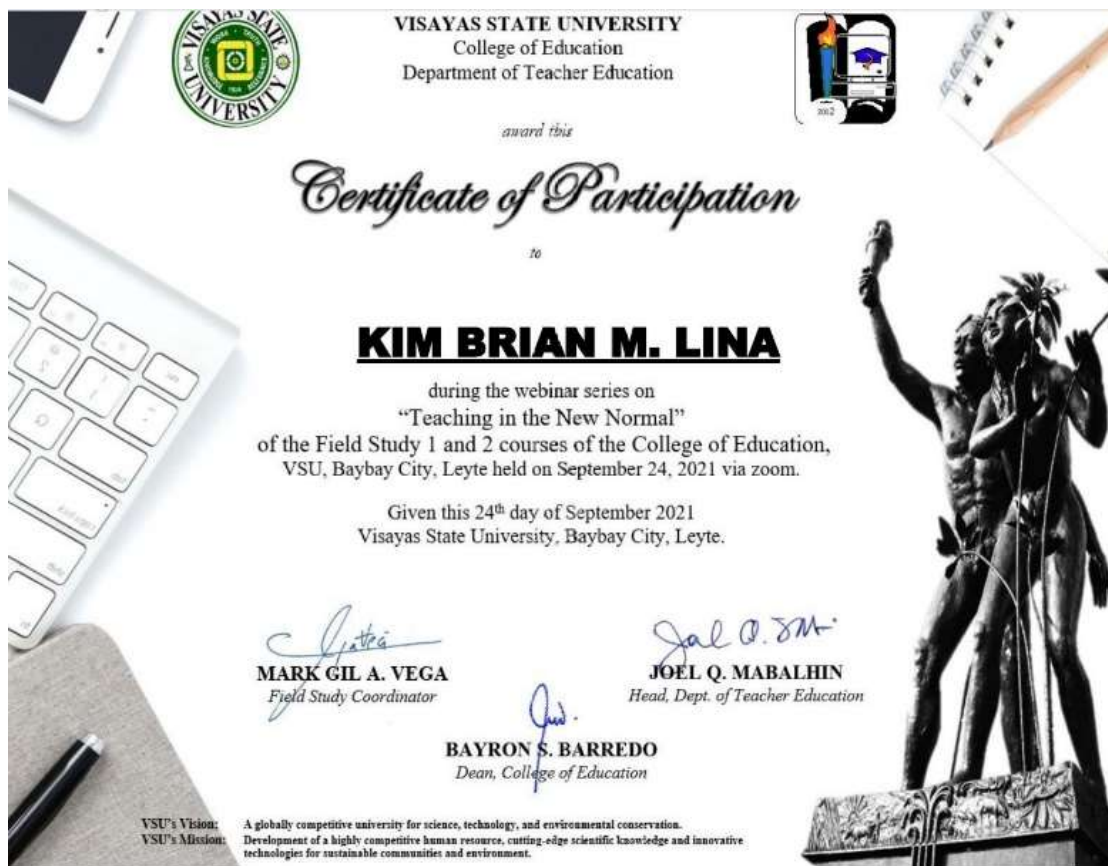 VISAYAS STATE UNIVERSITY
College of Education
Department of Teacher Education
VISAYAS STATE
UNIVERSITY
2012
award this
Certificate of Participation
to
KIM BRIAN M. LINA
during the webinar series on
“Teaching in the New Normal”
of the Field Study 1 and 2 courses of the College of Education,
VSU, Baybay City, Leyte held on September 24, 2021 via zoom.
Given this 24th day of September 2021
Visayas State University, Baybay City, Leyte.
MARK GIL A. VEGA
Field Study Coordinator
JOEL Q. MABALHIN
Head, Dept. of Teacher Education
BAYRON S. BARREDO
Dean, College of Education
VSU's Vision: A globally competitive university for science, technology, and environmental conservation.
VSU's Mission: Development of a highly competitive human resource, cutting-edge scientific knowledge and innovative
technologies for sustainable communities and environment.